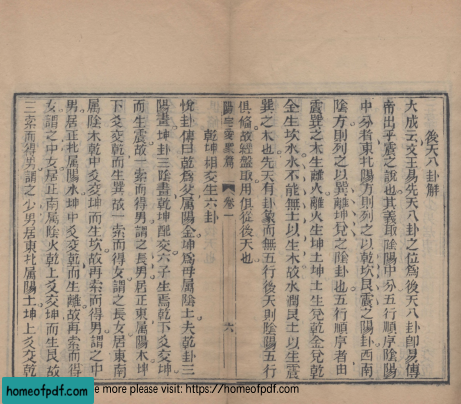 後天八卦解
大成云文王易先天八卦之位爲後天八卦卽易傳
帝出乎震之說也其義取陰陽中分五行順序陰陽
中分者東北陽方則列之以乾坎艮震之陽卦西南
陰方則列之以巽離坤兌之陰卦也五行順序者由
震巽之木生離火離火生坤土坤土生兌乾金兌乾
金生坎水水不能無土以生木故水潤艮土以生震
巽之木也先天有卦象而無五行後天則陰陽五行
俱備故經盤取用俱從後天也
陽宅愛眾篇 卷一 六
乾坤相交生六卦
說卦傳曰乾爲父屬陽金坤爲母屬陰土夫乾卦三
陽畫坤卦三陰畫乾坤配交六子生焉乾下爻交坤
而生震故一索而得男謂之長男居正東屬陽木坤
下爻交乾而生巽故一索而得女謂之長女居東南
屬陰木乾中爻交坤而生坎故再索而得男謂之中
男居正北屬陽水坤中爻交乾而生離故再索而得
女謂之中女居正南屬陰火乾上爻交坤而生艮故
三索而得男謂之少男居東北屬陽土坤上爻交乾
homeofpdf.com
e more please visit: https://homeofpdf.com
homeofpdf.com